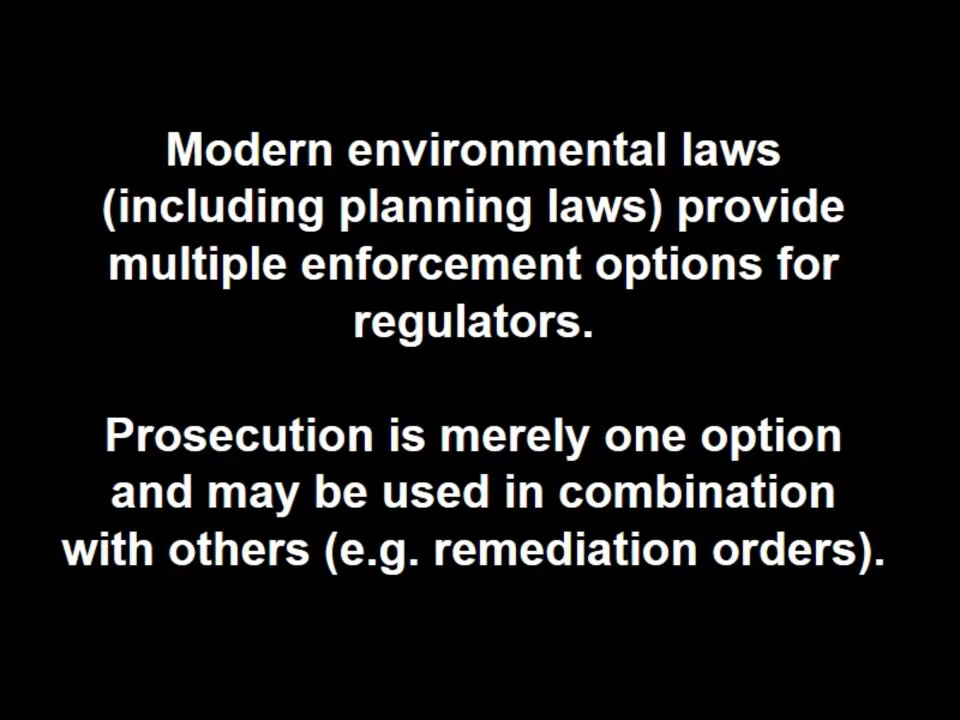 Modern environmental laws
(including planning laws) provide
multiple enforcement options for
regulators.
Prosecution is merely one option
and may be used in combination
with others (e.g. remediation orders).